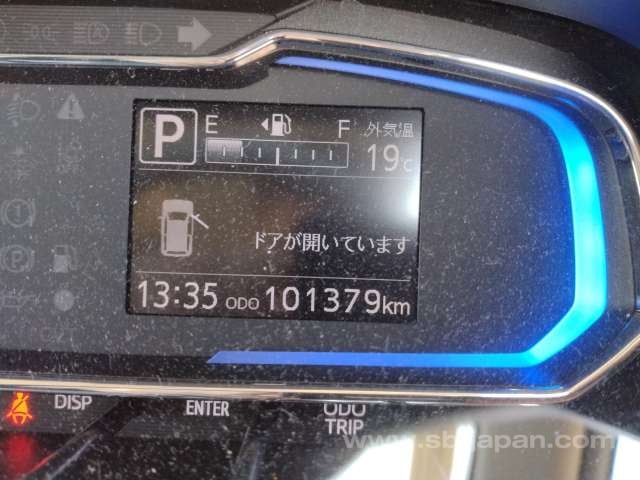 P
E F 外気温
19℃
ドアが開いています
13:35 ODO 101379km
DISP ENTER ODO
TRIP
www.sbtjapan.com